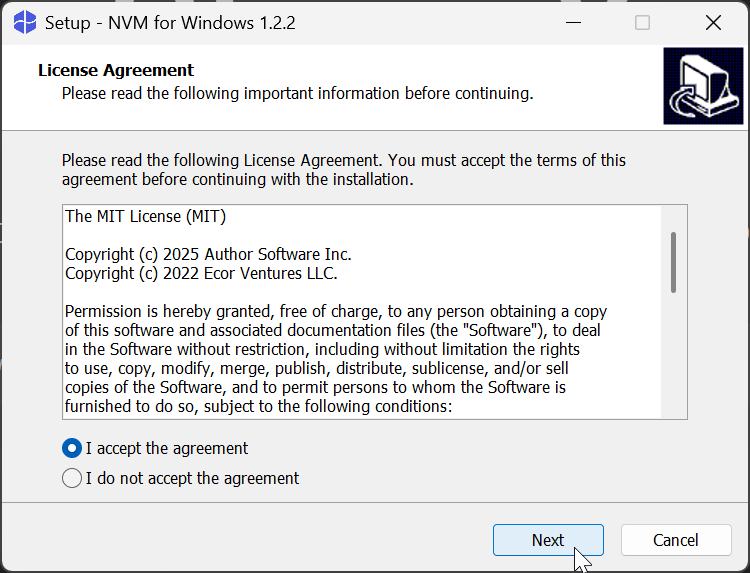 Setup - NVM for Windows 1.2.2
License Agreement
Please read the following important information before continuing.
Please read the following License Agreement. You must accept the terms of this
agreement before continuing with the installation.
The MIT License (MIT)
Copyright (c) 2025 Author Software Inc.
Copyright (c) 2022 Ecor Ventures LLC.
Permission is hereby granted, free of charge, to any person obtaining a copy
of this software and associated documentation files (the "Software"), to deal
in the Software without restriction, including without limitation the rights
to use, copy, modify, merge, publish, distribute, sublicense, and/or sell
copies of the Software, and to permit persons to whom the Software is
furnished to do so, subject to the following conditions:
I accept the agreement
I do not accept the agreement
Next
Cancel